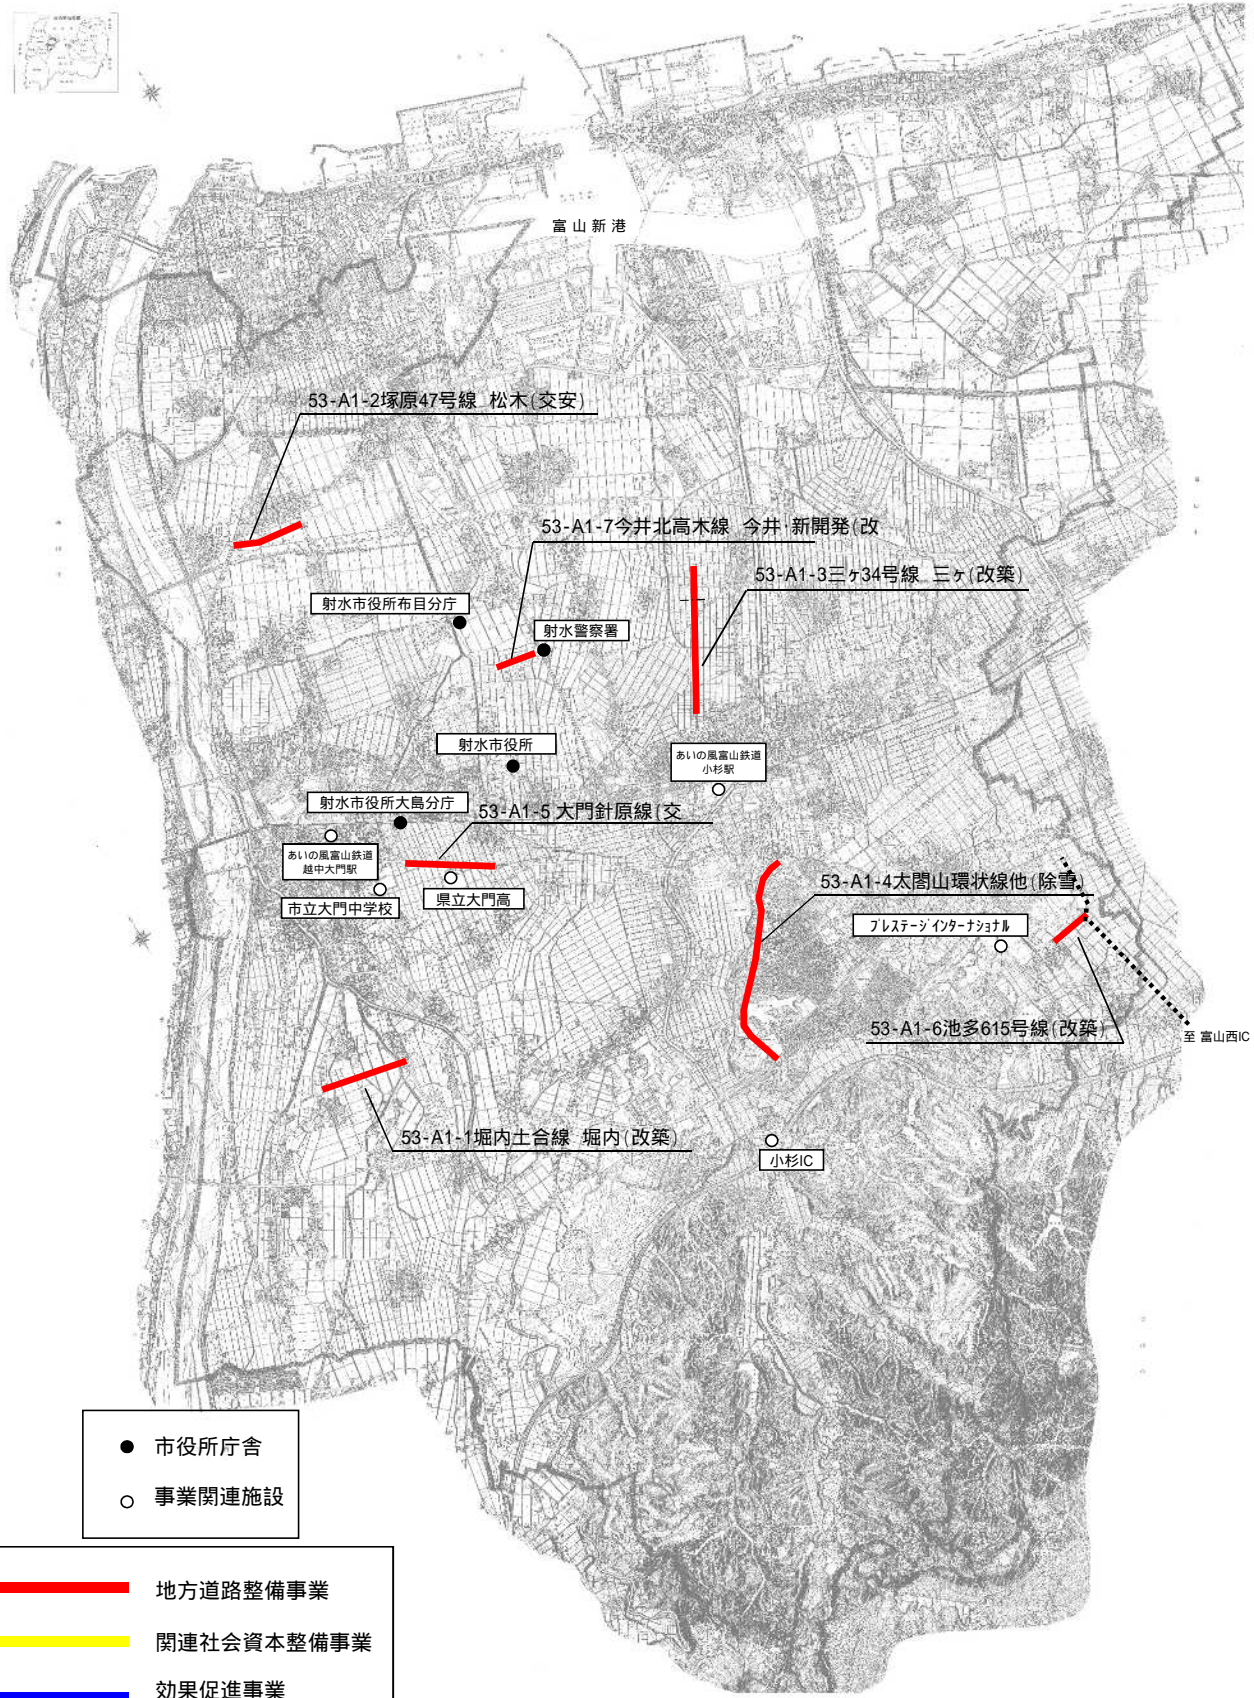 富山新港
53-A1-2塚原47号線 松木(交安)
53-A1-7今井北高木線 今井・新開発(改
53-A1-3三ヶ34号線 三ヶ(改築)
射水市役所布目分庁
射水警察署
射水市役所
あいの風富山鉄道
小杉駅
射水市役所大島分庁
53-A1-5 大門針原線(交
あいの風富山鉄道
越中大門駅
県立大門高
市立大門中学校
53-A1-4太閤山環状線他(除雪)
プレステージインターナショナル
53-A1-6池多615号線(改築)
至 富山西IC
53-A1-1堀内土合線 堀内(改築)
小杉IC
● 市役所庁舎
○ 事業関連施設
地方道路整備事業
関連社会資本整備事業
効果促進事業